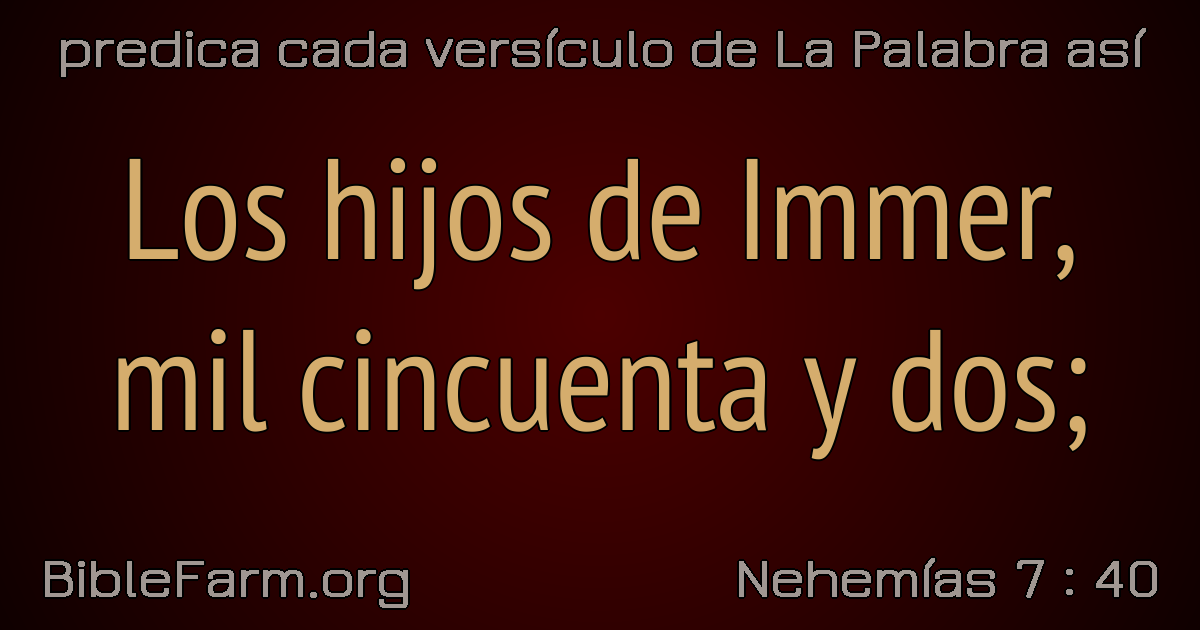 predica cada versículo de La Palabra así
Los hijos de Immer,
mil cincuenta y dos;
BibleFarm.org
Nehemías 7 : 40